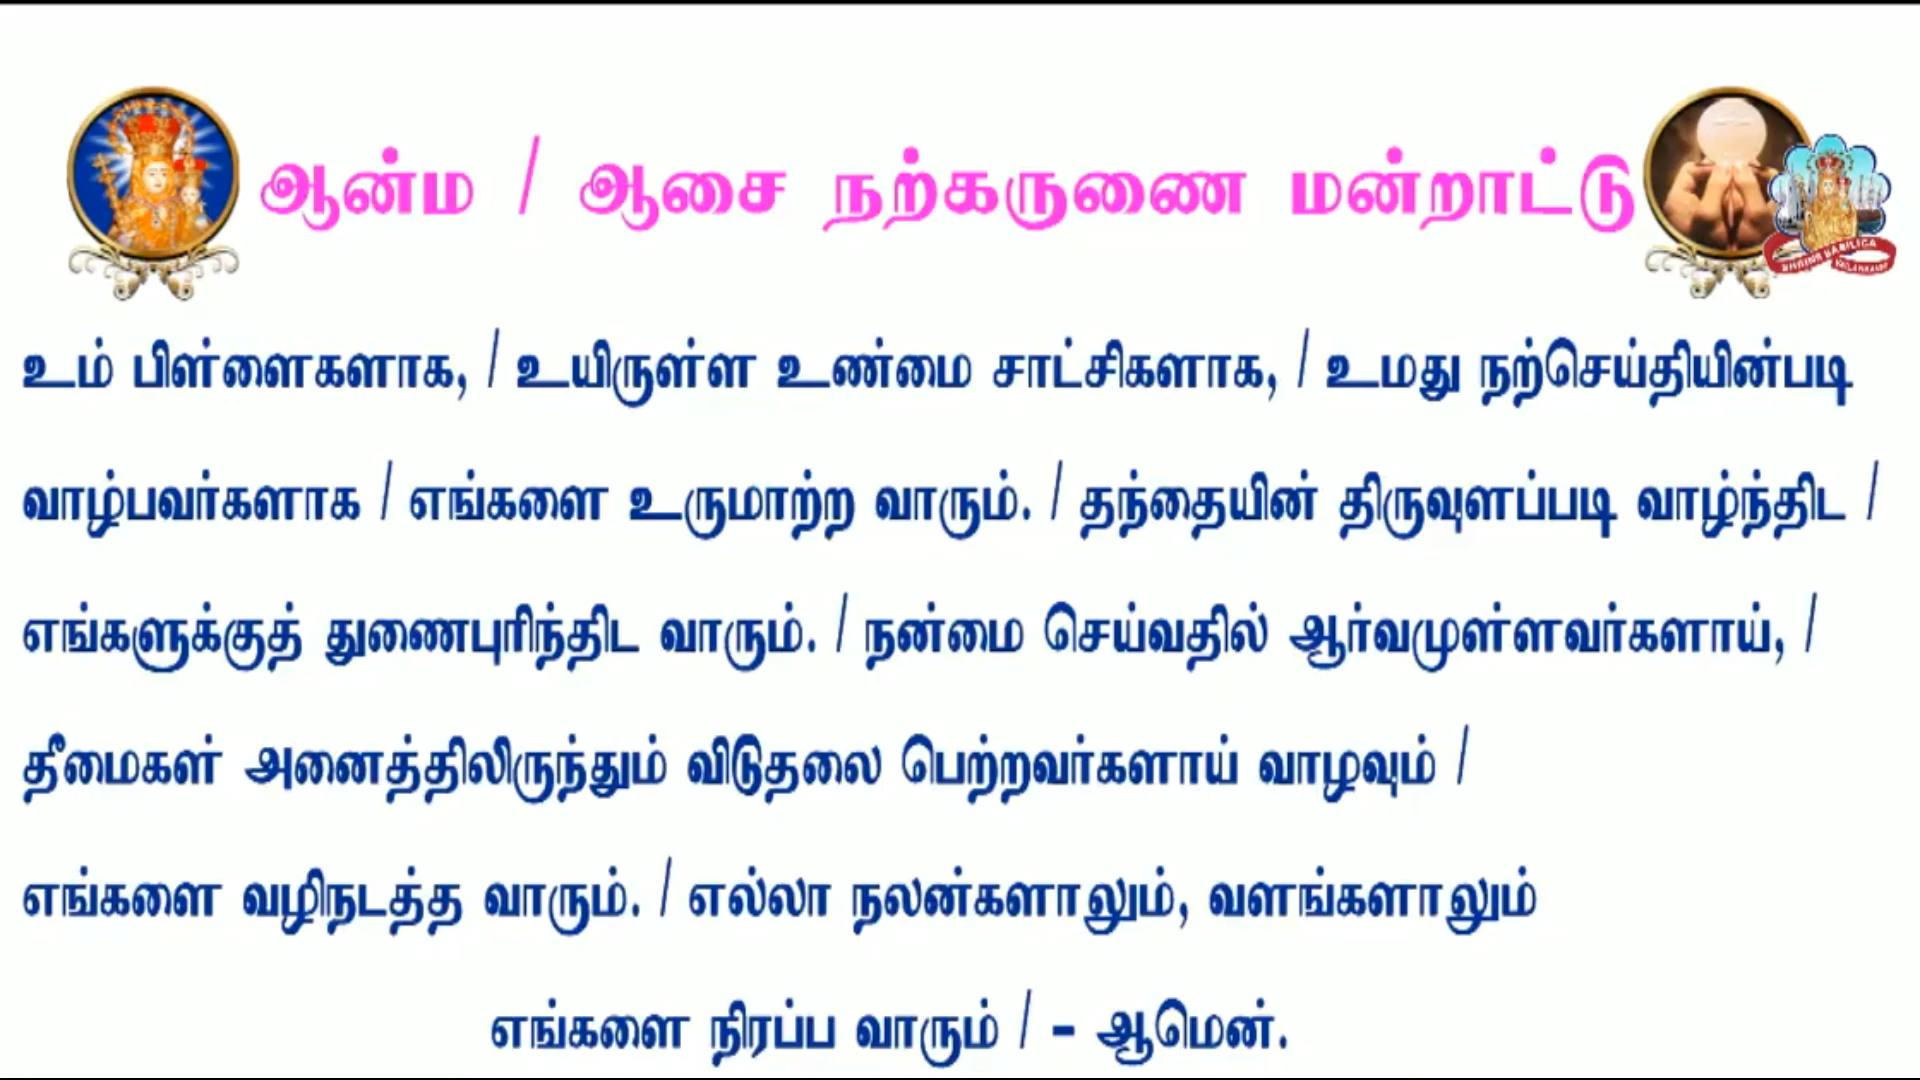 ஆன்ம / ஆசை நற்கருணை மன்றாட்டு
உம் பிள்ளைகளாக, / உயிருள்ள உண்மை சாட்சிகளாக, / உமது நற்செய்தியின்படி
வாழ்பவர்களாக / எங்களை உருமாற்ற வாரும். / தந்தையின் திருவுளப்படி வாழ்ந்திட /
எங்களுக்குத் துணைபுரிந்திட வாரும். / நன்மை செய்வதில் ஆர்வமுள்ளவர்களாய், /
தீமைகள் அனைத்திலிருந்தும் விடுதலை பெற்றவர்களாய் வாழவும் /
எங்களை வழிநடத்த வாரும். / எல்லா நலன்களாலும், வளங்களாலும்
எங்களை நிரப்ப வாரும் / - ஆமென்.